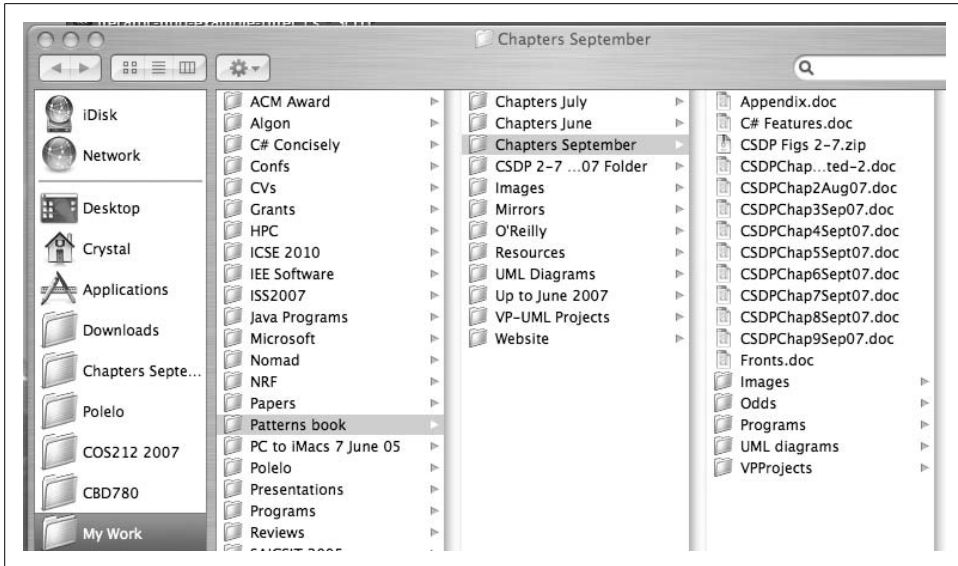 Chapters September
iDisk
Network
Desktop
Crystal
Applications
Downloads
Chapters Septe...
Polelo
COS212 2007
CBD780
My Work
ACM Award
Algon
C# Concisely
Confs
CVs
Grants
HPC
ICSE 2010
IEE Software
ISS2007
Java Programs
Microsoft
Nomad
NRF
Papers
Patterns book
PC to iMacs 7 June 05
Polelo
Presentations
Programs
Reviews
Chapters July
Chapters June
Chapters September
CSDP 2-7 ...07 Folder
Images
Mirrors
O'Reilly
Resources
UML Diagrams
Up to June 2007
VP-UML Projects
Website
Appendix.doc
C# Features.doc
CSDP Figs 2-7.zip
CSDPChap...ted-2.doc
CSDPChap2Aug07.doc
CSDPChap3Sep07.doc
CSDPChap4Sept07.doc
CSDPChap5Sept07.doc
CSDPChap6Sept07.doc
CSDPChap7Sept07.doc
CSDPChap8Sept07.doc
CSDPChap9Sep07.doc
Fronts.doc
Images
Odds
Programs
UML diagrams
VPProjects